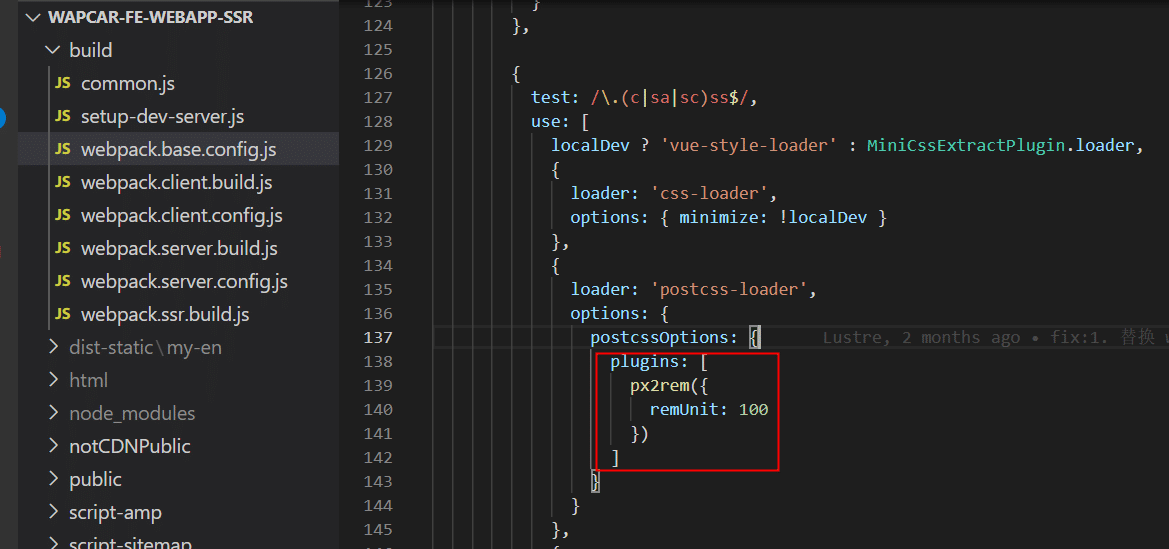 WAPCAR-FE-WEBAPP-SSR
build
JS common.js
JS setup-dev-server.js
JS webpack.base.config.js
JS webpack.client.build.js
JS webpack.client.config.js
JS webpack.server.build.js
JS webpack.server.config.js
JS webpack.ssr.build.js
dist-static\my-en
html
node_modules
notCDNPublic
public
script-amp
script-sitemap
123 }
124 },
125
126 {
127 test: /\.(c|sa|sc)ss$/,
128 use: [
129 localDev ? 'vue-style-loader' : MiniCssExtractPlugin.loader,
130 {
131 loader: 'css-loader',
132 options: { minimize: !localDev }
133 },
134 {
135 loader: 'postcss-loader',
136 options: {
137 postcssOptions: { Lustre, 2 months ago • fix:1. 替换
138 plugins: [
139 px2rem({
140 remUnit: 100
141 })
142 ]
143 }
144 }
145 },
{